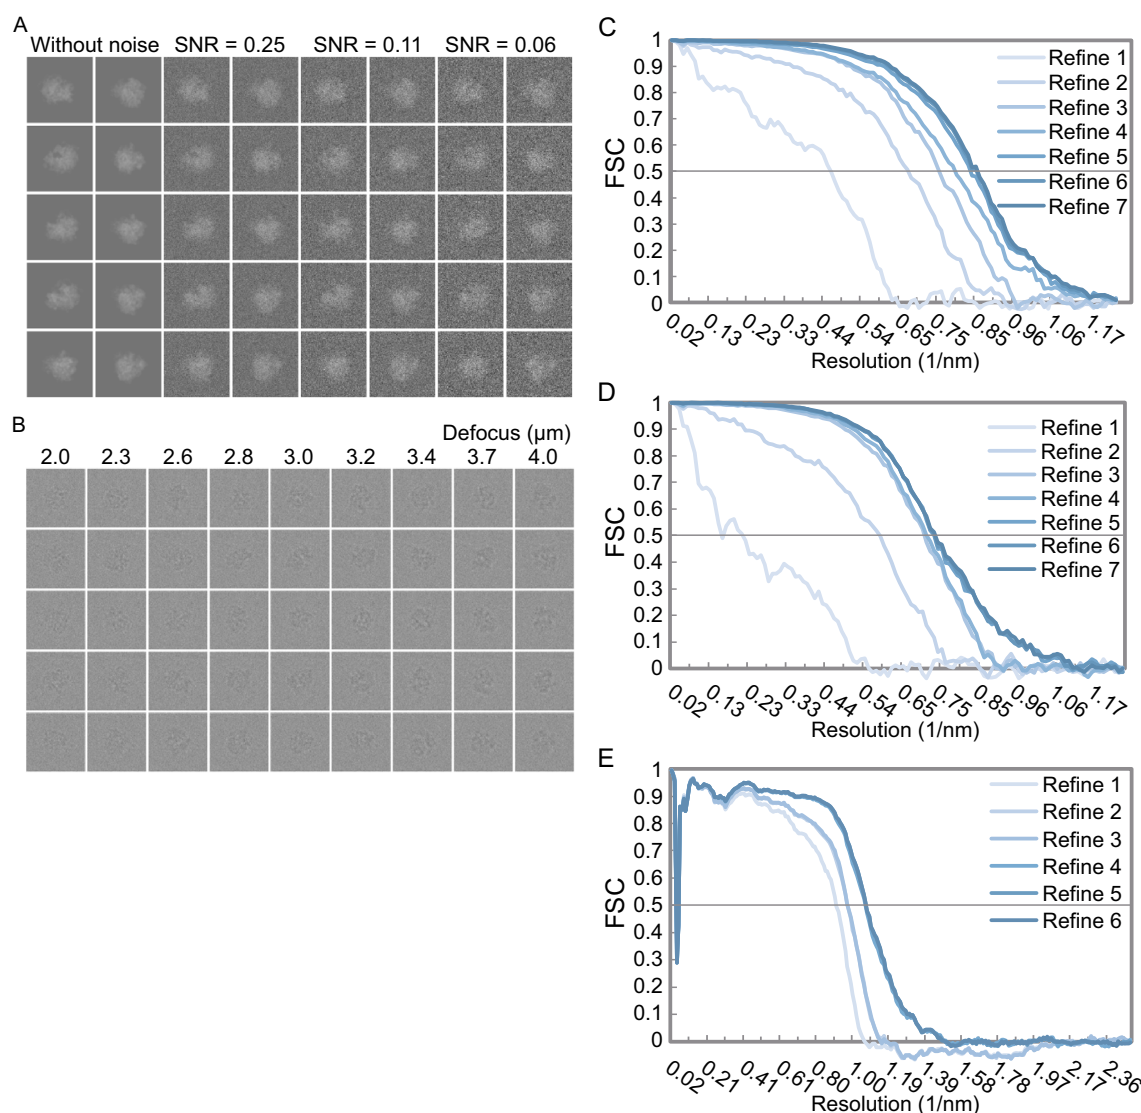 A
Without noise SNR = 0.25 SNR = 0.11 SNR = 0.06
B
Defocus (µm)
2.0 2.3 2.6 2.8 3.0 3.2 3.4 3.7 4.0
C
1
0.9
0.8
0.7
0.6
0.5
0.4
0.3
0.2
0.1
0
FSC
Refine 1
Refine 2
Refine 3
Refine 4
Refine 5
Refine 6
Refine 7
0.02 0.13 0.23 0.33 0.44 0.54 0.65 0.75 0.85 0.96 1.06 1.17
Resolution (1/nm)
D
1
0.9
0.8
0.7
0.6
0.5
0.4
0.3
0.2
0.1
0
FSC
Refine 1
Refine 2
Refine 3
Refine 4
Refine 5
Refine 6
Refine 7
0.02 0.13 0.23 0.33 0.44 0.54 0.65 0.75 0.85 0.96 1.06 1.17
Resolution (1/nm)
E
1
0.9
0.8
0.7
0.6
0.5
0.4
0.3
0.2
0.1
0
FSC
Refine 1
Refine 2
Refine 3
Refine 4
Refine 5
Refine 6
0.02 0.21 0.41 0.61 0.80 1.00 1.19 1.39 1.58 1.78 1.97 2.17 2.36
Resolution (1/nm)